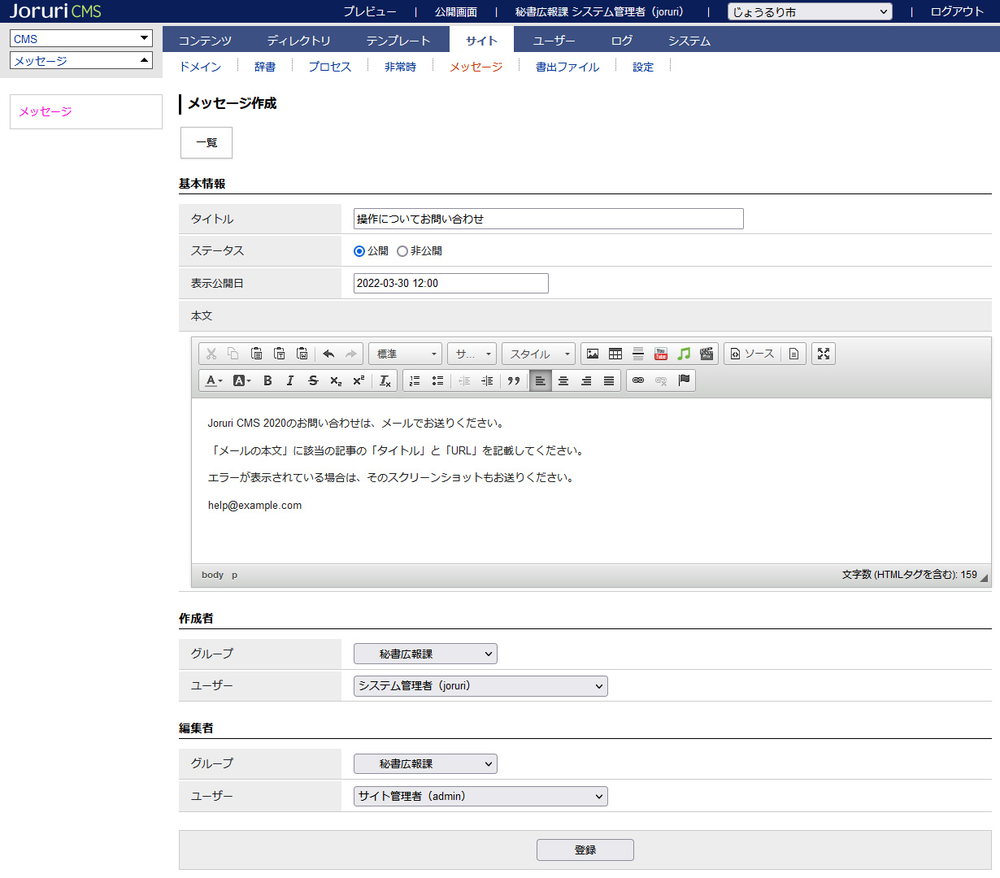 Joruri CMS プレビュー | 公開画面 | 秘書広報課 システム管理者（joruri） | じょうるり市 | ログアウト
CMS
メッセージ
コンテンツ ディレクトリ テンプレート サイト ユーザー ログ システム
ドメイン 辞書 プロセス 非常時 メッセージ 書出ファイル 設定
メッセージ
メッセージ作成
一覧
基本情報
タイトル 操作についてお問い合わせ
ステータス 公開 非公開
表示公開日 2022-03-30 12:00
本文
標準 サ... スタイル You Tube ソース
A A B I S x₂ x² Tx
Joruri CMS 2020のお問い合わせは、メールでお送りください。
「メールの本文」に該当の記事の「タイトル」と「URL」を記載してください。
エラーが表示されている場合は、そのスクリーンショットもお送りください。
help@example.com
body p 文字数 (HTMLタグを含む): 159
作成者
グループ 秘書広報課
ユーザー システム管理者（joruri）
編集者
グループ 秘書広報課
ユーザー サイト管理者（admin）
登録